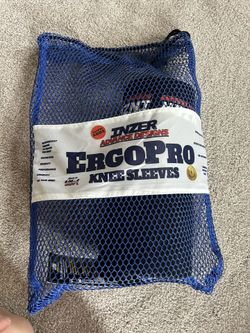 INZER
ADVANCE DESIGNS
ERGOPRO
KNEE SLEEVES